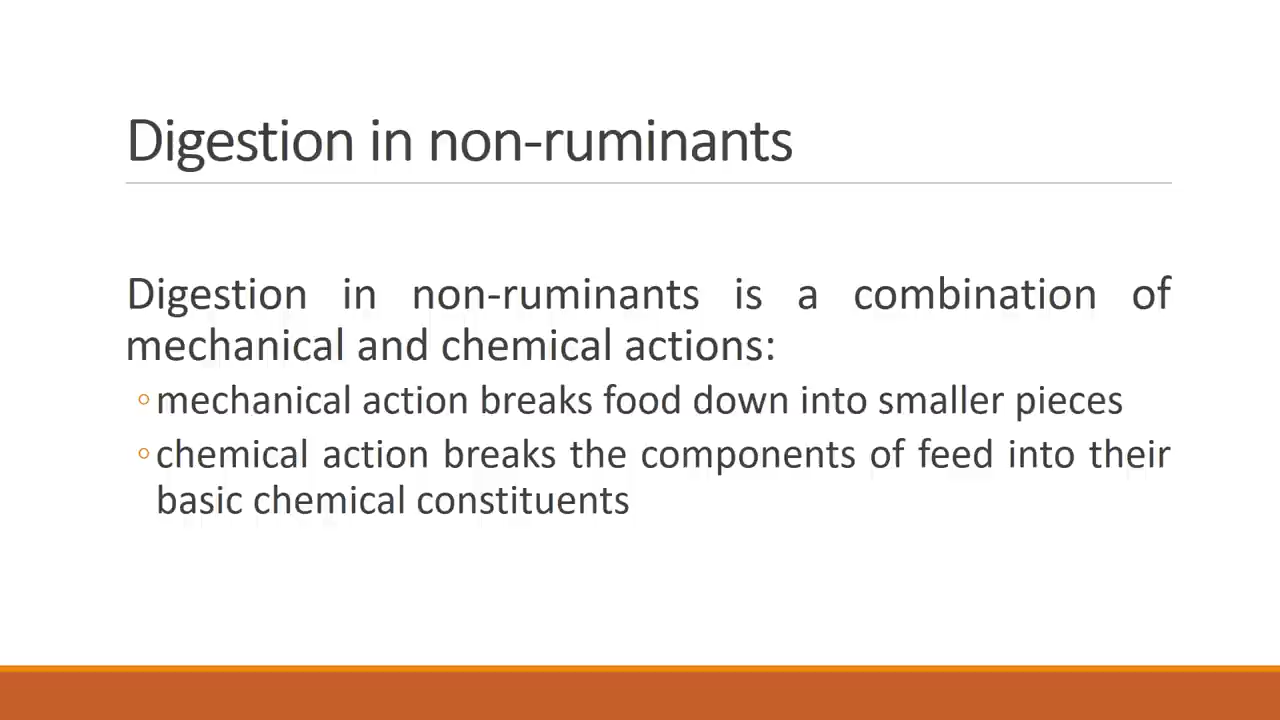 Digestion in non-ruminants
Digestion in non-ruminants is a combination of
mechanical and chemical actions:
◦mechanical action breaks food down into smaller pieces
◦chemical action breaks the components of feed into their
basic chemical constituents